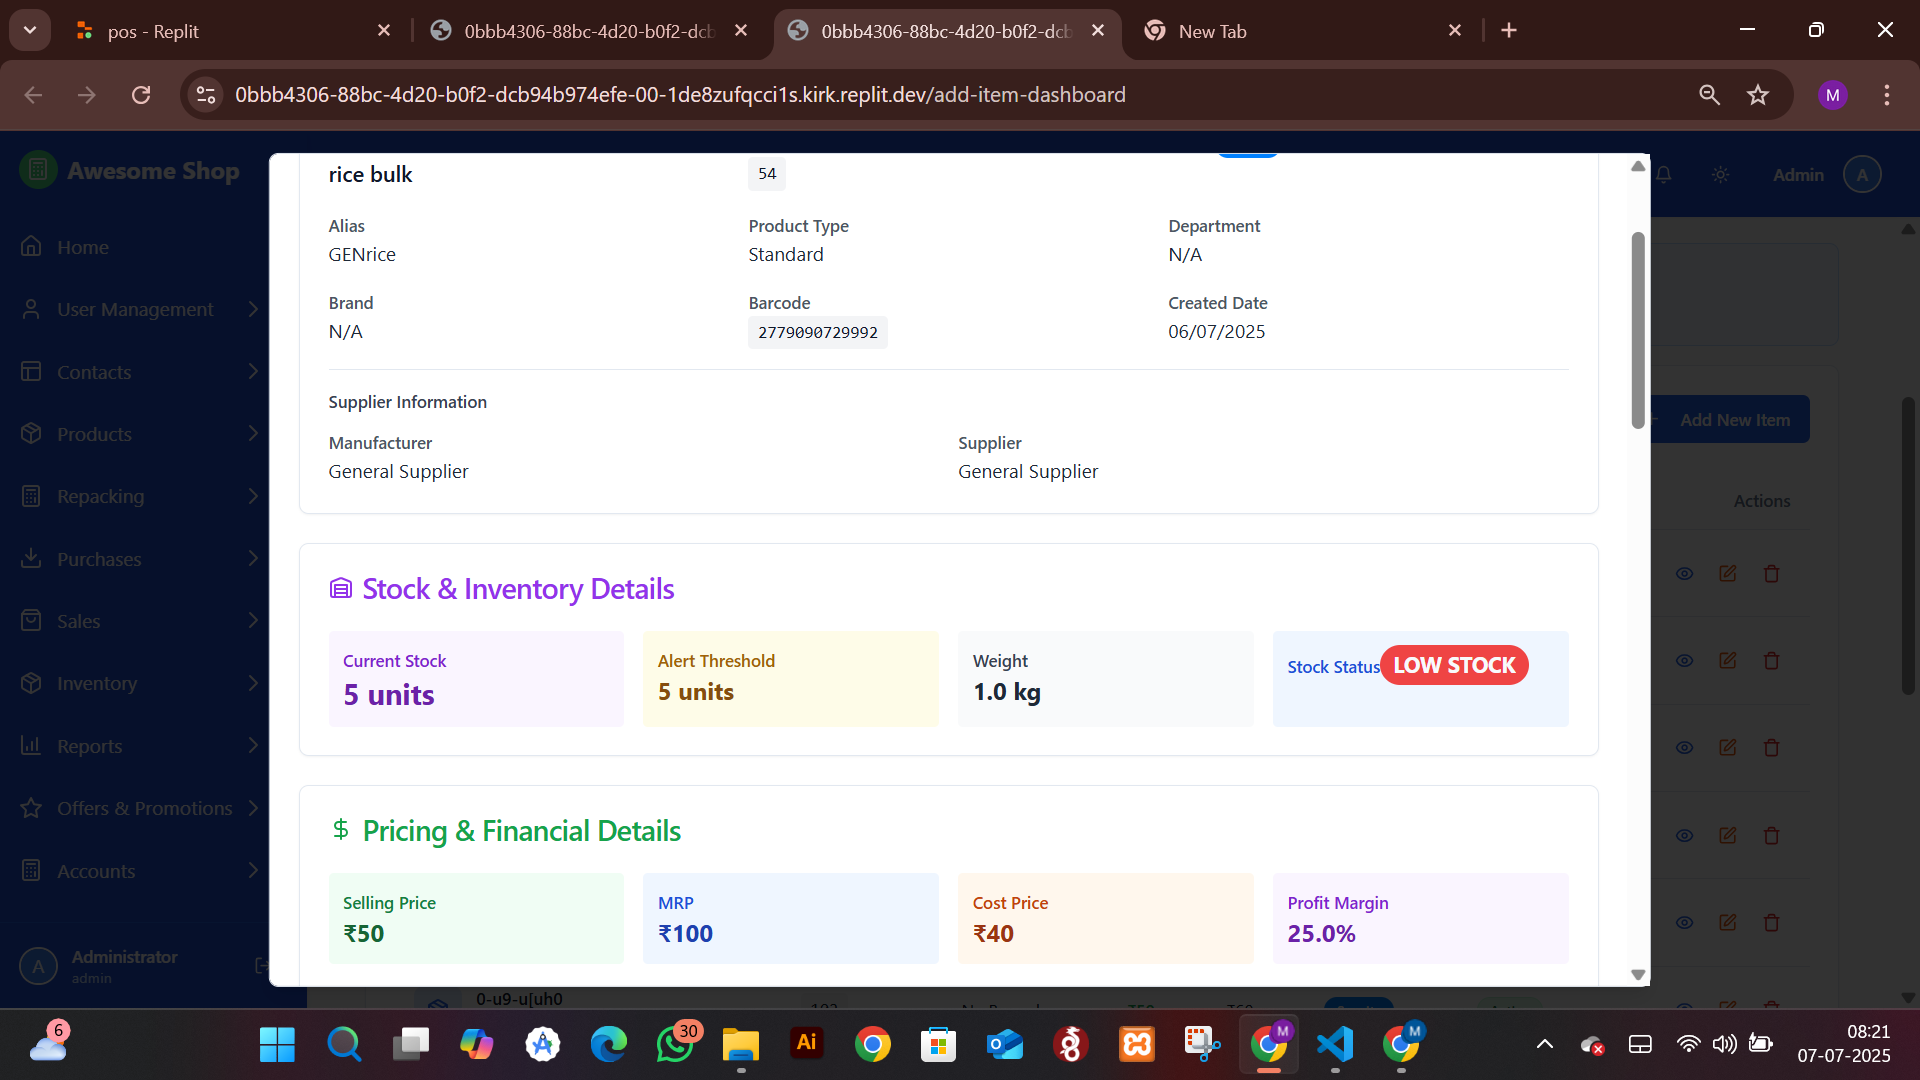 pos - Replit
0bbb4306-88bc-4d20-b0f2-dcb
0bbb4306-88bc-4d20-b0f2-dcb
New Tab
0bbb4306-88bc-4d20-b0f2-dcb94b974efe-00-1de8zufqcci1s.kirk.replit.dev/add-item-dashboard
M
Awesome Shop
Admin
A
Home
User Management
Contacts
Products
Repacking
Purchases
Sales
Inventory
Reports
Offers & Promotions
Accounts
A
Administrator
admin
rice bulk
54
Alias
Product Type
Department
GENrice
Standard
N/A
Brand
Barcode
Created Date
N/A
2779090729992
06/07/2025
Supplier Information
Manufacturer
Supplier
General Supplier
General Supplier
Add New Item
Actions
Stock & Inventory Details
Current Stock
5 units
Alert Threshold
5 units
Weight
1.0 kg
Stock Status
LOW STOCK
Pricing & Financial Details
Selling Price
₹50
MRP
₹100
Cost Price
₹40
Profit Margin
25.0%
0-u9-u[uh0
6
30
Ai
M
M
08:21
07-07-2025